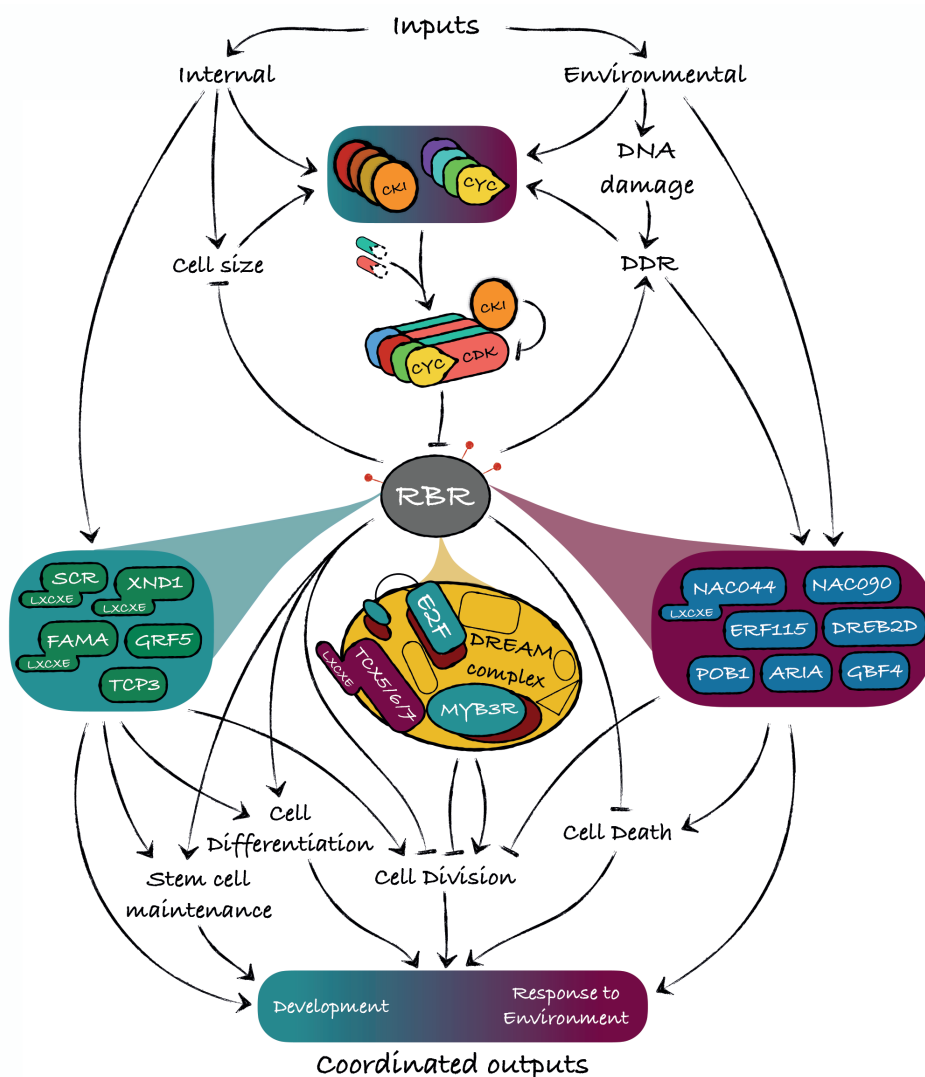 Inputs
Internal
Environmental
DNA
damage
CKI
CYC
Cell size
DDR
CKI
CDK
CYC
RBR
SCR
LXCXE
XND1
LXCXE
FAMA
LXCXE
GRF5
TCP3
E2F
DREAM
complex
LXCXE
TCX5/6/7
MYB3R
NAC044
LXCXE
NAC090
ERF115
DREB2D
POB1
ARIA
GBF4
Cell
Differentiation
Stem cell
maintenance
Cell Division
Cell Death
Development
Response to
Environment
Coordinated outputs